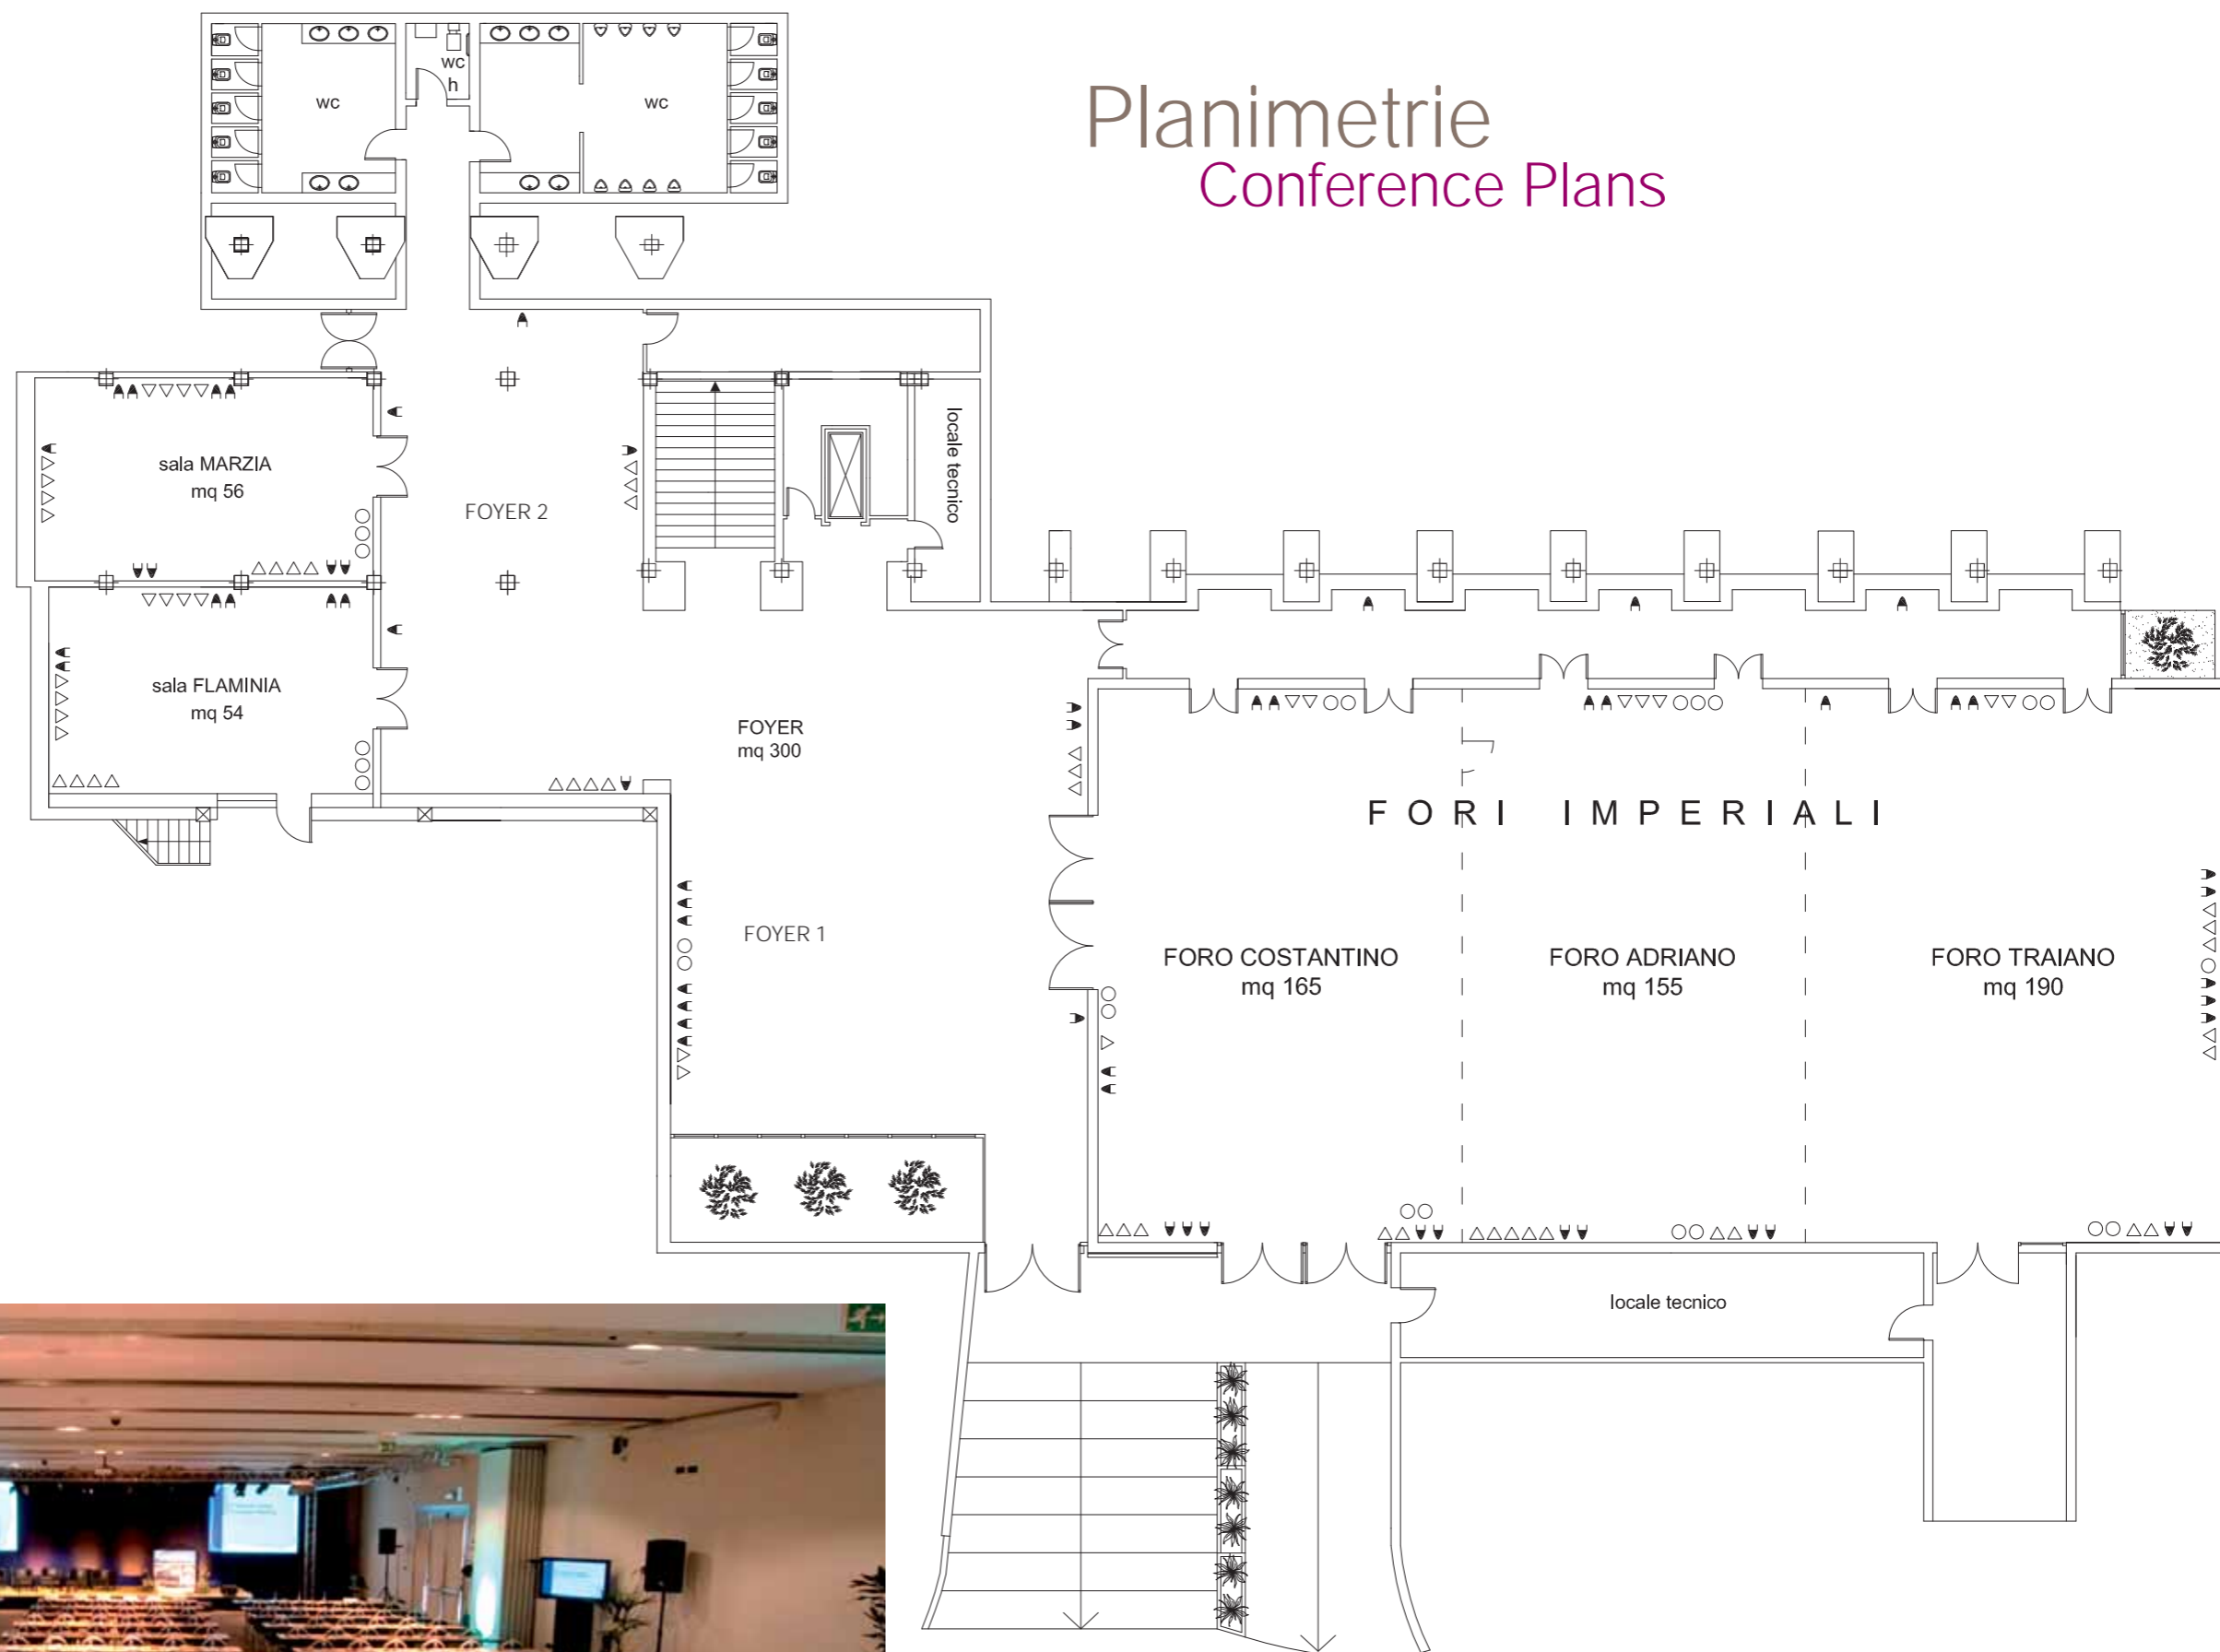 Planimetrie
Conference Plans
wc
wc
h
wc
sala MARZIA
mq 56
FOYER 2
locale tecnico
sala FLAMINIA
mq 54
FOYER
mq 300
FORI IMPERIALI
FOYER 1
FORO COSTANTINO
mq 165
FORO ADRIANO
mq 155
FORO TRAIANO
mq 190
locale tecnico